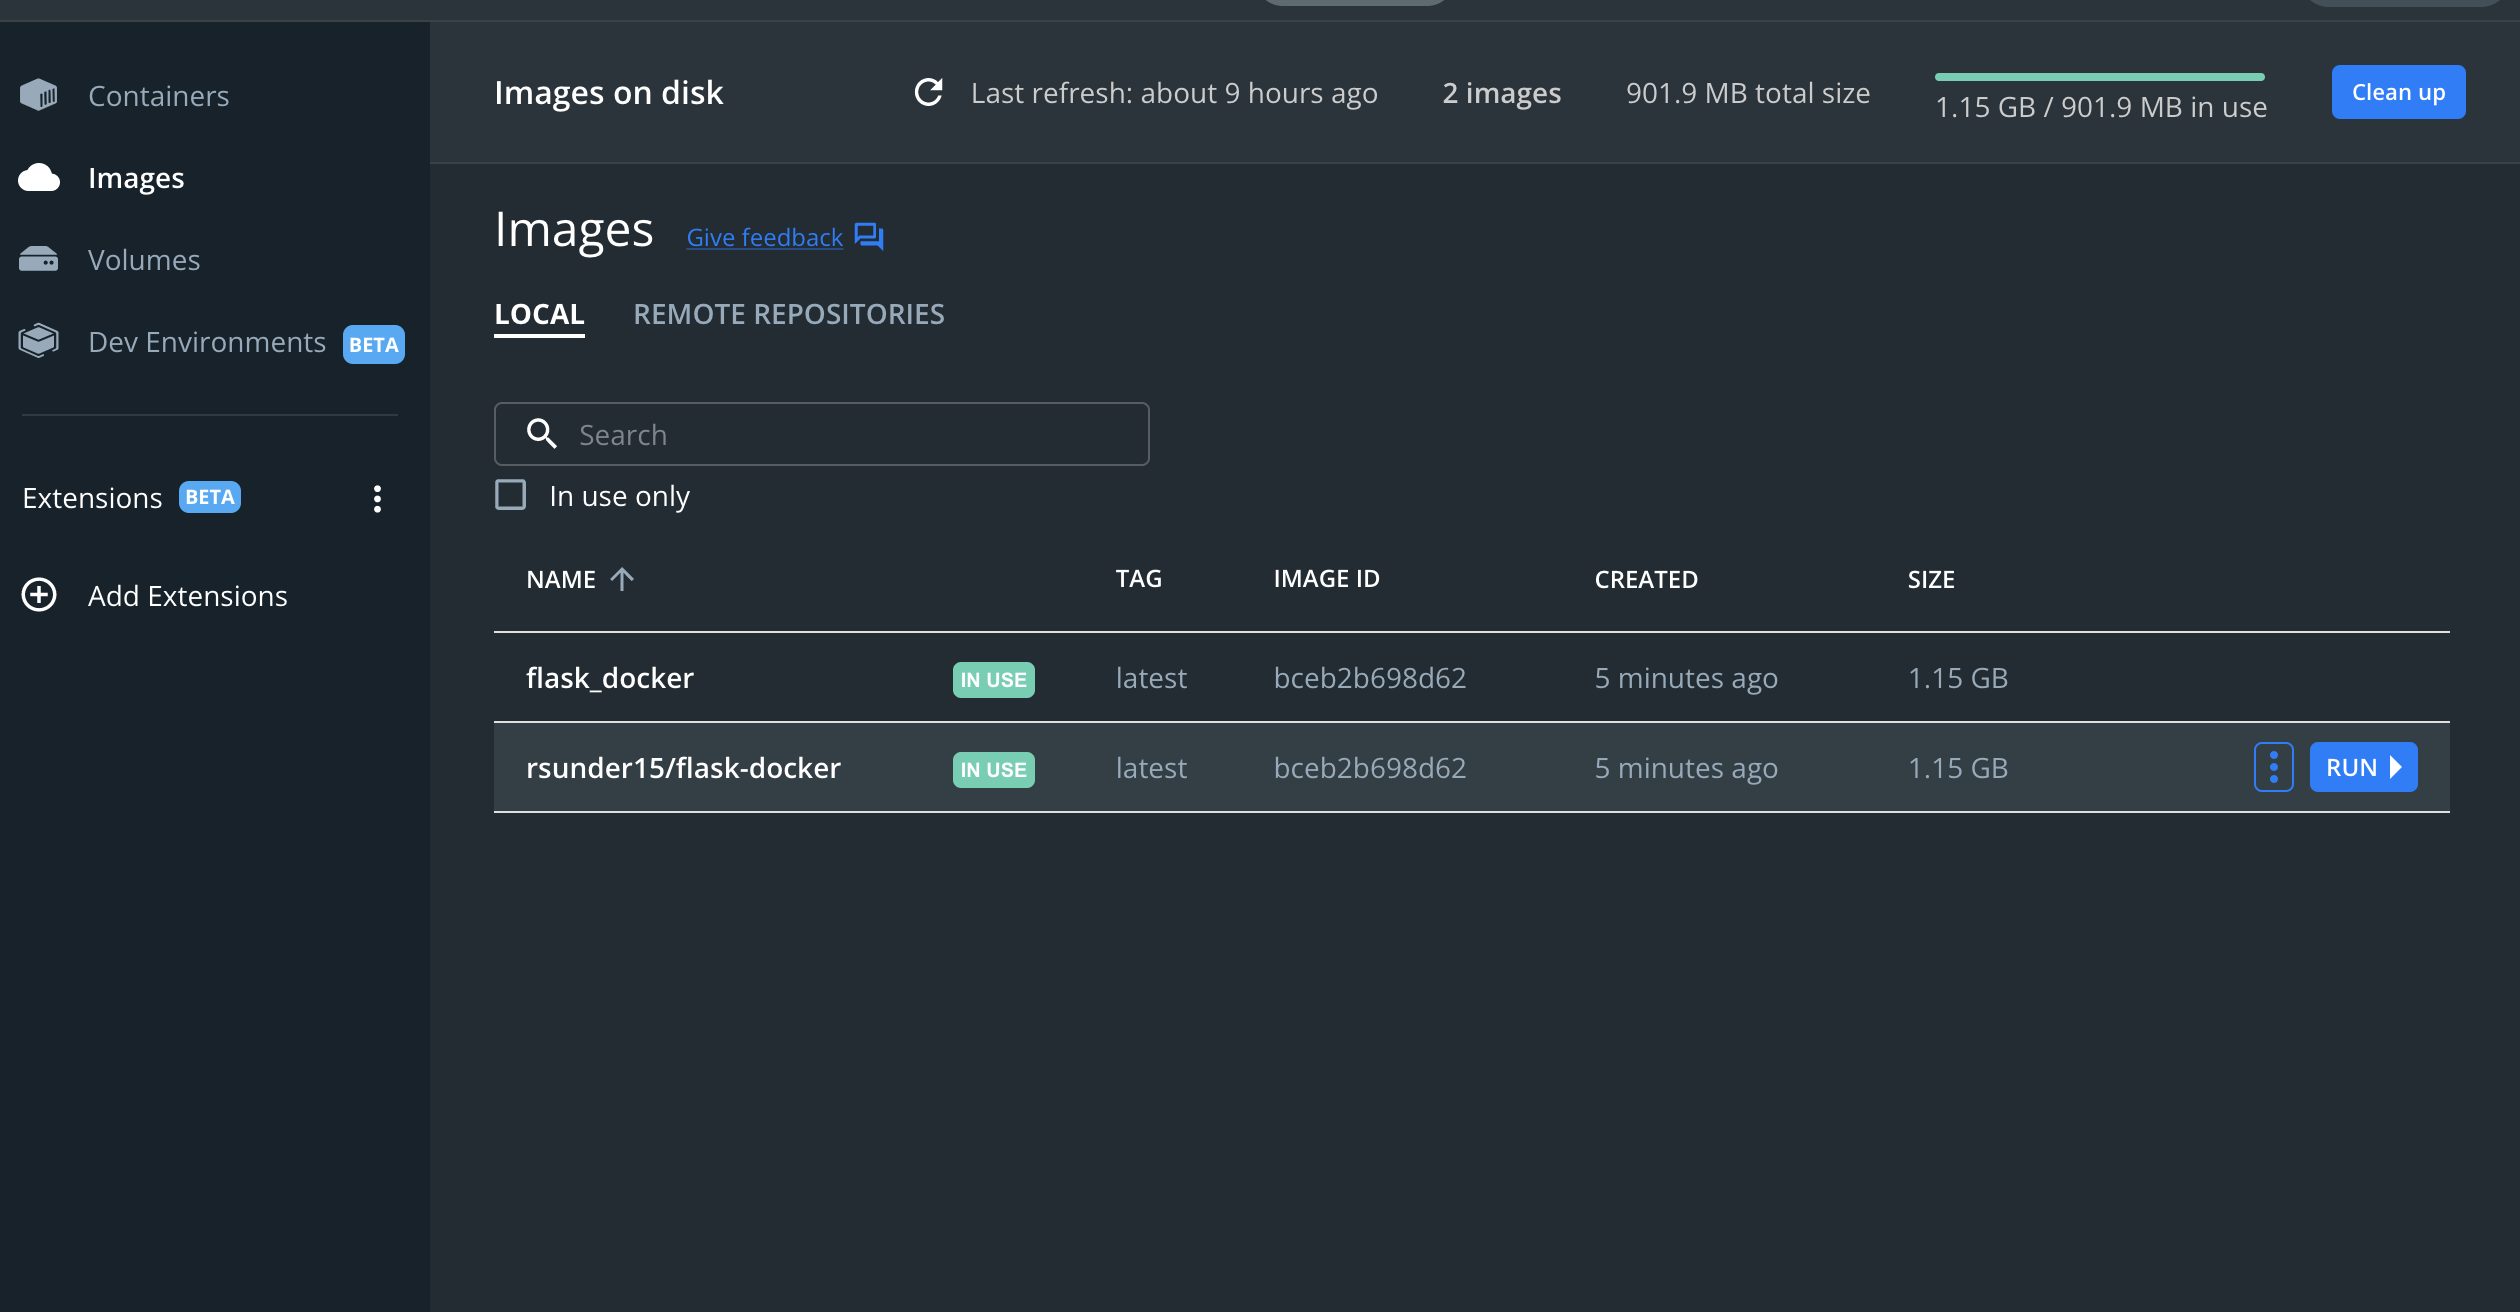 Containers
Images
Volumes
Dev Environments BETA
Extensions BETA
Add Extensions
Images on disk
Last refresh: about 9 hours ago
2 images
901.9 MB total size
1.15 GB / 901.9 MB in use
Clean up
Images Give feedback
LOCAL REMOTE REPOSITORIES
Search
In use only
NAME TAG IMAGE ID CREATED SIZE
flask_docker IN USE latest bceb2b698d62 5 minutes ago 1.15 GB
rsunder15/flask-docker IN USE latest bceb2b698d62 5 minutes ago 1.15 GB RUN